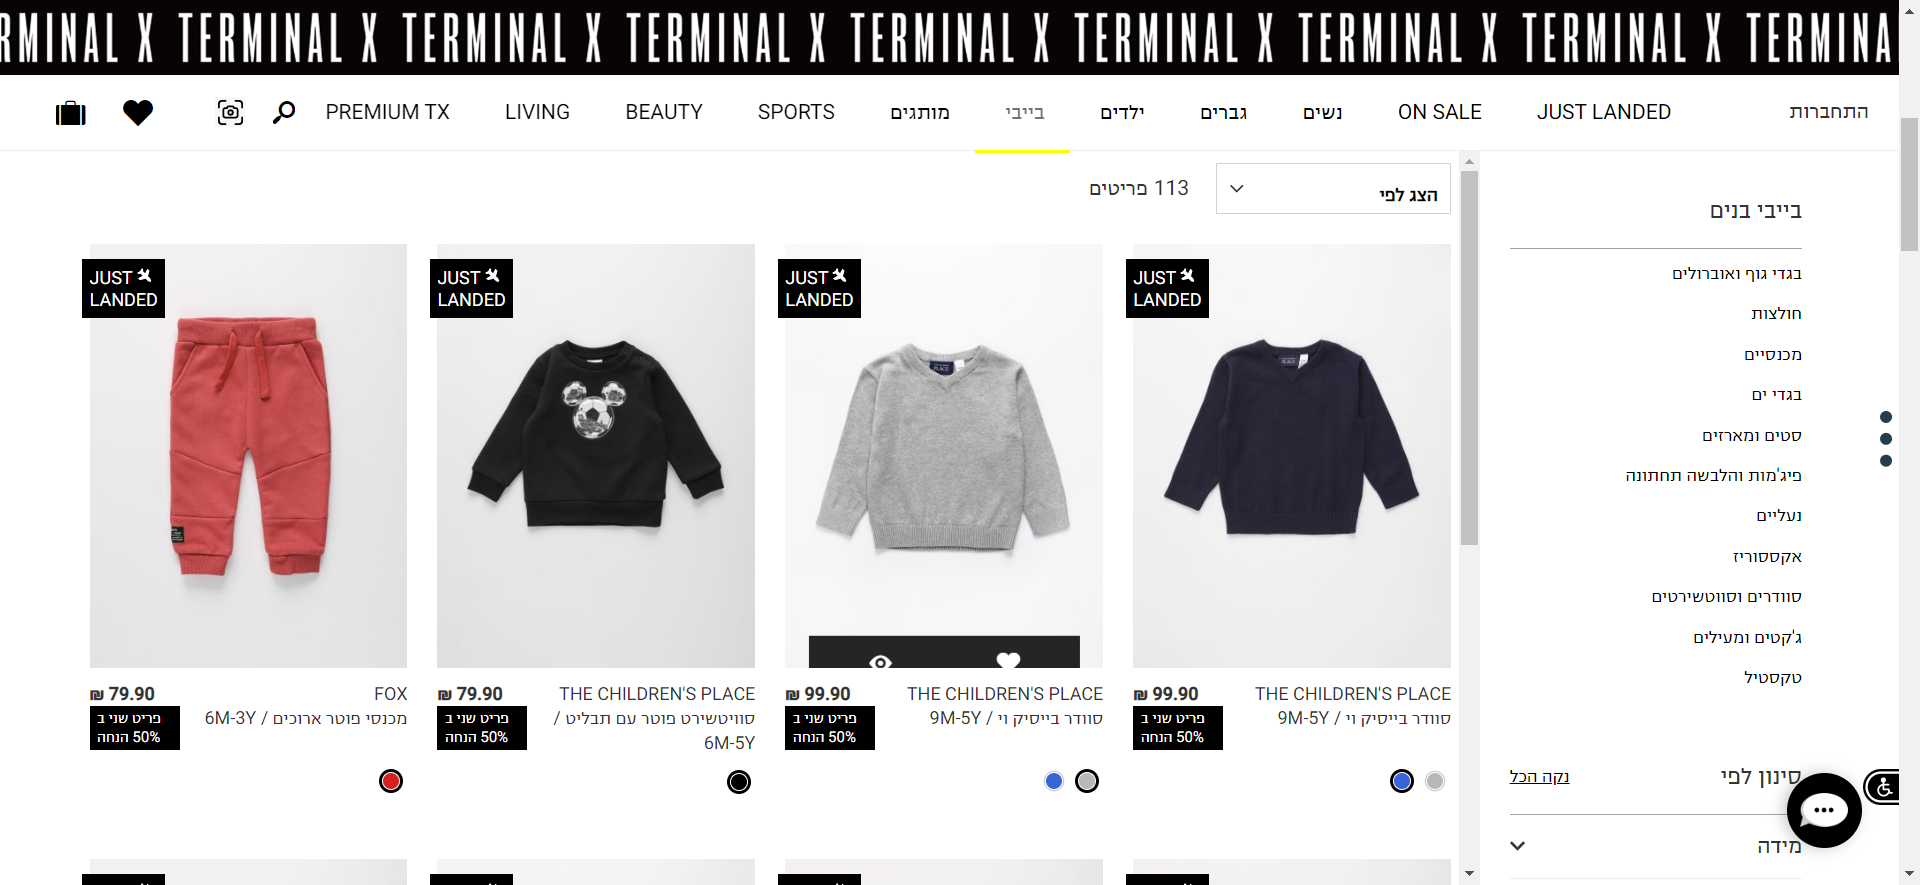 RMINAL X TERMINAL X TERMINAL X TERMINAL X TERMINAL X TERMINAL X TERMINAL X TERMINAL X TERMINA
התחברות
JUST LANDED
ON SALE
נשים
גברים
ילדים
בייבי
מותגים
SPORTS
BEAUTY
LIVING
PREMIUM TX
בייבי בנים
בגדי גוף ואוברולים
חולצות
מכנסיים
בגדי ים
סטים ומארזים
פיג'מות והלבשה תחתונה
נעליים
אקססוריז
סוודרים וסווטשירטים
ג'קטים ומעילים
טקסטיל
סינון לפי
נקה הכל
מידה
הצג לפי
113 פריטים
JUST
LANDED
THE CHILDREN'S PLACE
₪ 99.90
סוודר בייסיק וי / 9M-5Y
פריט שני ב
50% הנחה
JUST
LANDED
PLACE
THE CHILDREN'S PLACE
₪ 99.90
סוודר בייסיק וי / 9M-5Y
פריט שני ב
50% הנחה
JUST
LANDED
THE CHILDREN'S PLACE
₪ 79.90
סוויטשירט פוטר עם תבליט /
6M-5Y
פריט שני ב
50% הנחה
JUST
LANDED
FOX
₪ 79.90
מכנסי פוטר ארוכים / 6M-3Y
פריט שני ב
50% הנחה